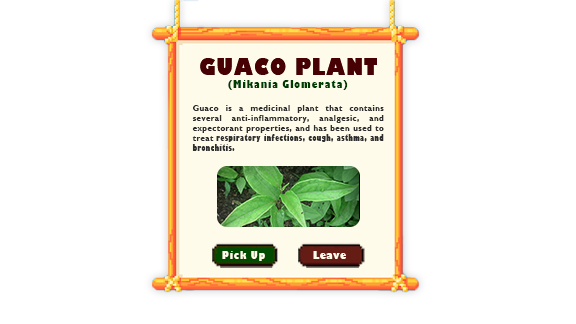 GUACO PLANT
(Mikania Glomerata)
Guaco is a medicinal plant that contains
several anti-inflammatory, analgesic, and
expectorant properties, and has been used to
treat respiratory infections, cough, asthma, and
bronchitis.
Pick Up Leave